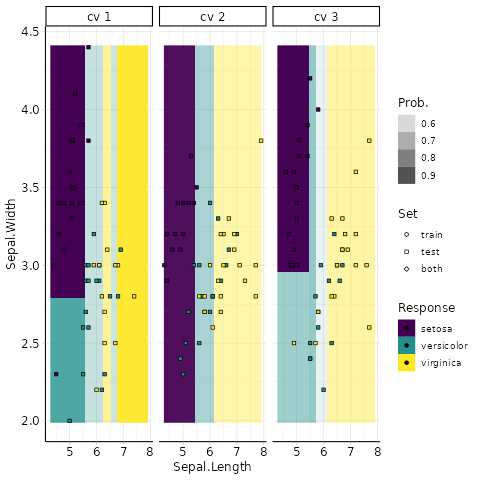 cv 1 cv 2 cv 3
4.5
4.0
3.5
3.0
2.5
2.0
Sepal.Width
5 6 7 8 5 6 7 8 5 6 7 8
Sepal.Length
Prob.
0.6
0.7
0.8
0.9
Set
train
test
both
Response
setosa
versicolor
virginica